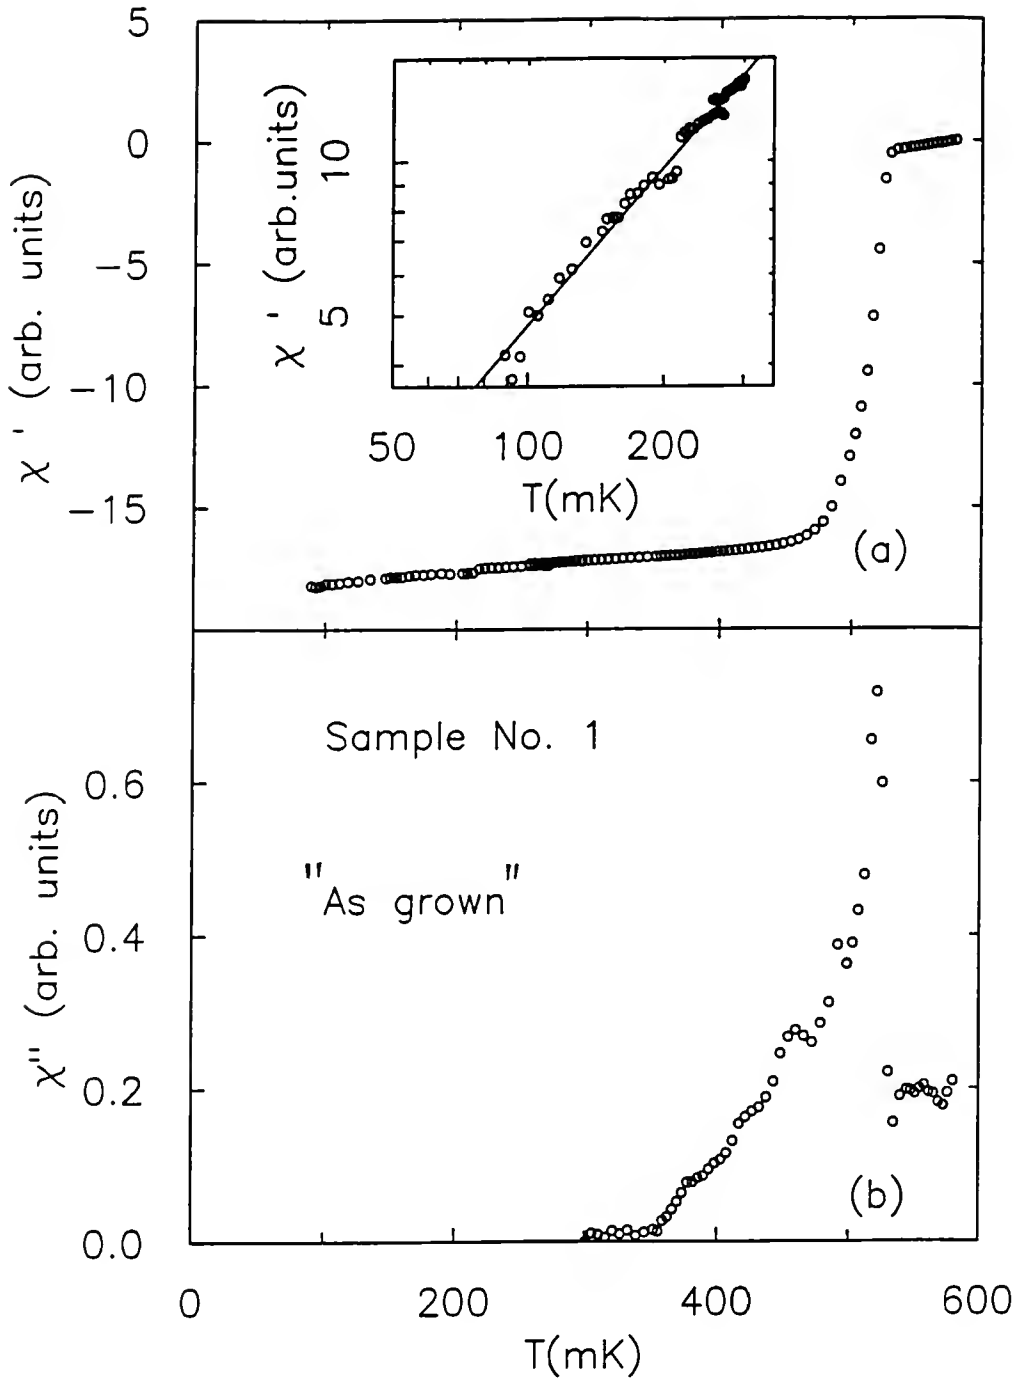 5
0
−5
−10
−15
χ ' (arb. units)
10
5
χ ' (arb.units)
50 100 200
T(mK)
(a)
Sample No. 1
"As grown"
0.6
0.4
0.2
0.0
χ" (arb. units)
(b)
0 200 400 600
T(mK)